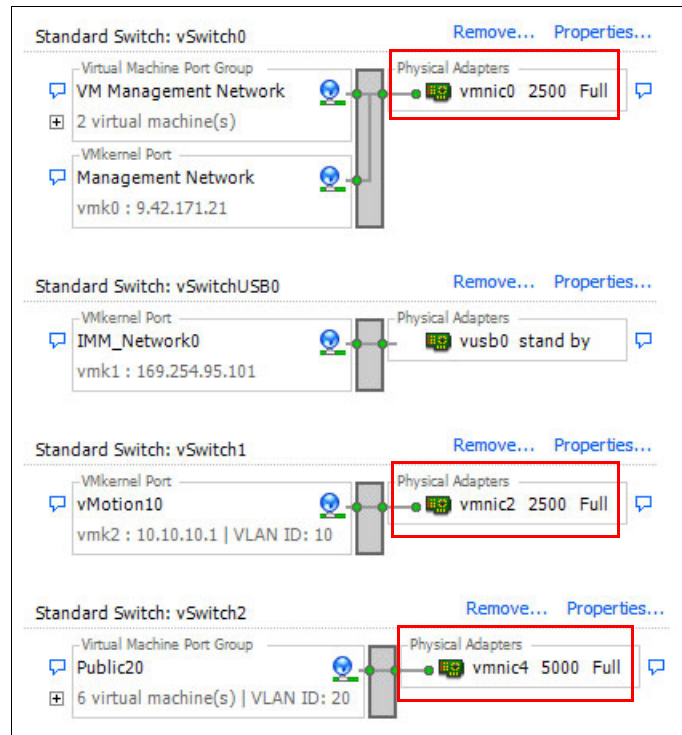 Standard Switch: vSwitch0 Remove... Properties...
Virtual Machine Port Group
VM Management Network
2 virtual machine(s)
VMkernel Port
Management Network
vmk0 : 9.42.171.21
Physical Adapters
vmnic0 2500 Full
Standard Switch: vSwitchUSB0 Remove... Properties...
VMkernel Port
IMM_Network0
vmk1 : 169.254.95.101
Physical Adapters
vusb0 stand by
Standard Switch: vSwitch1 Remove... Properties...
VMkernel Port
vMotion10
vmk2 : 10.10.10.1 | VLAN ID: 10
Physical Adapters
vmnic2 2500 Full
Standard Switch: vSwitch2 Remove... Properties...
Virtual Machine Port Group
Public20
6 virtual machine(s) | VLAN ID: 20
Physical Adapters
vmnic4 5000 Full